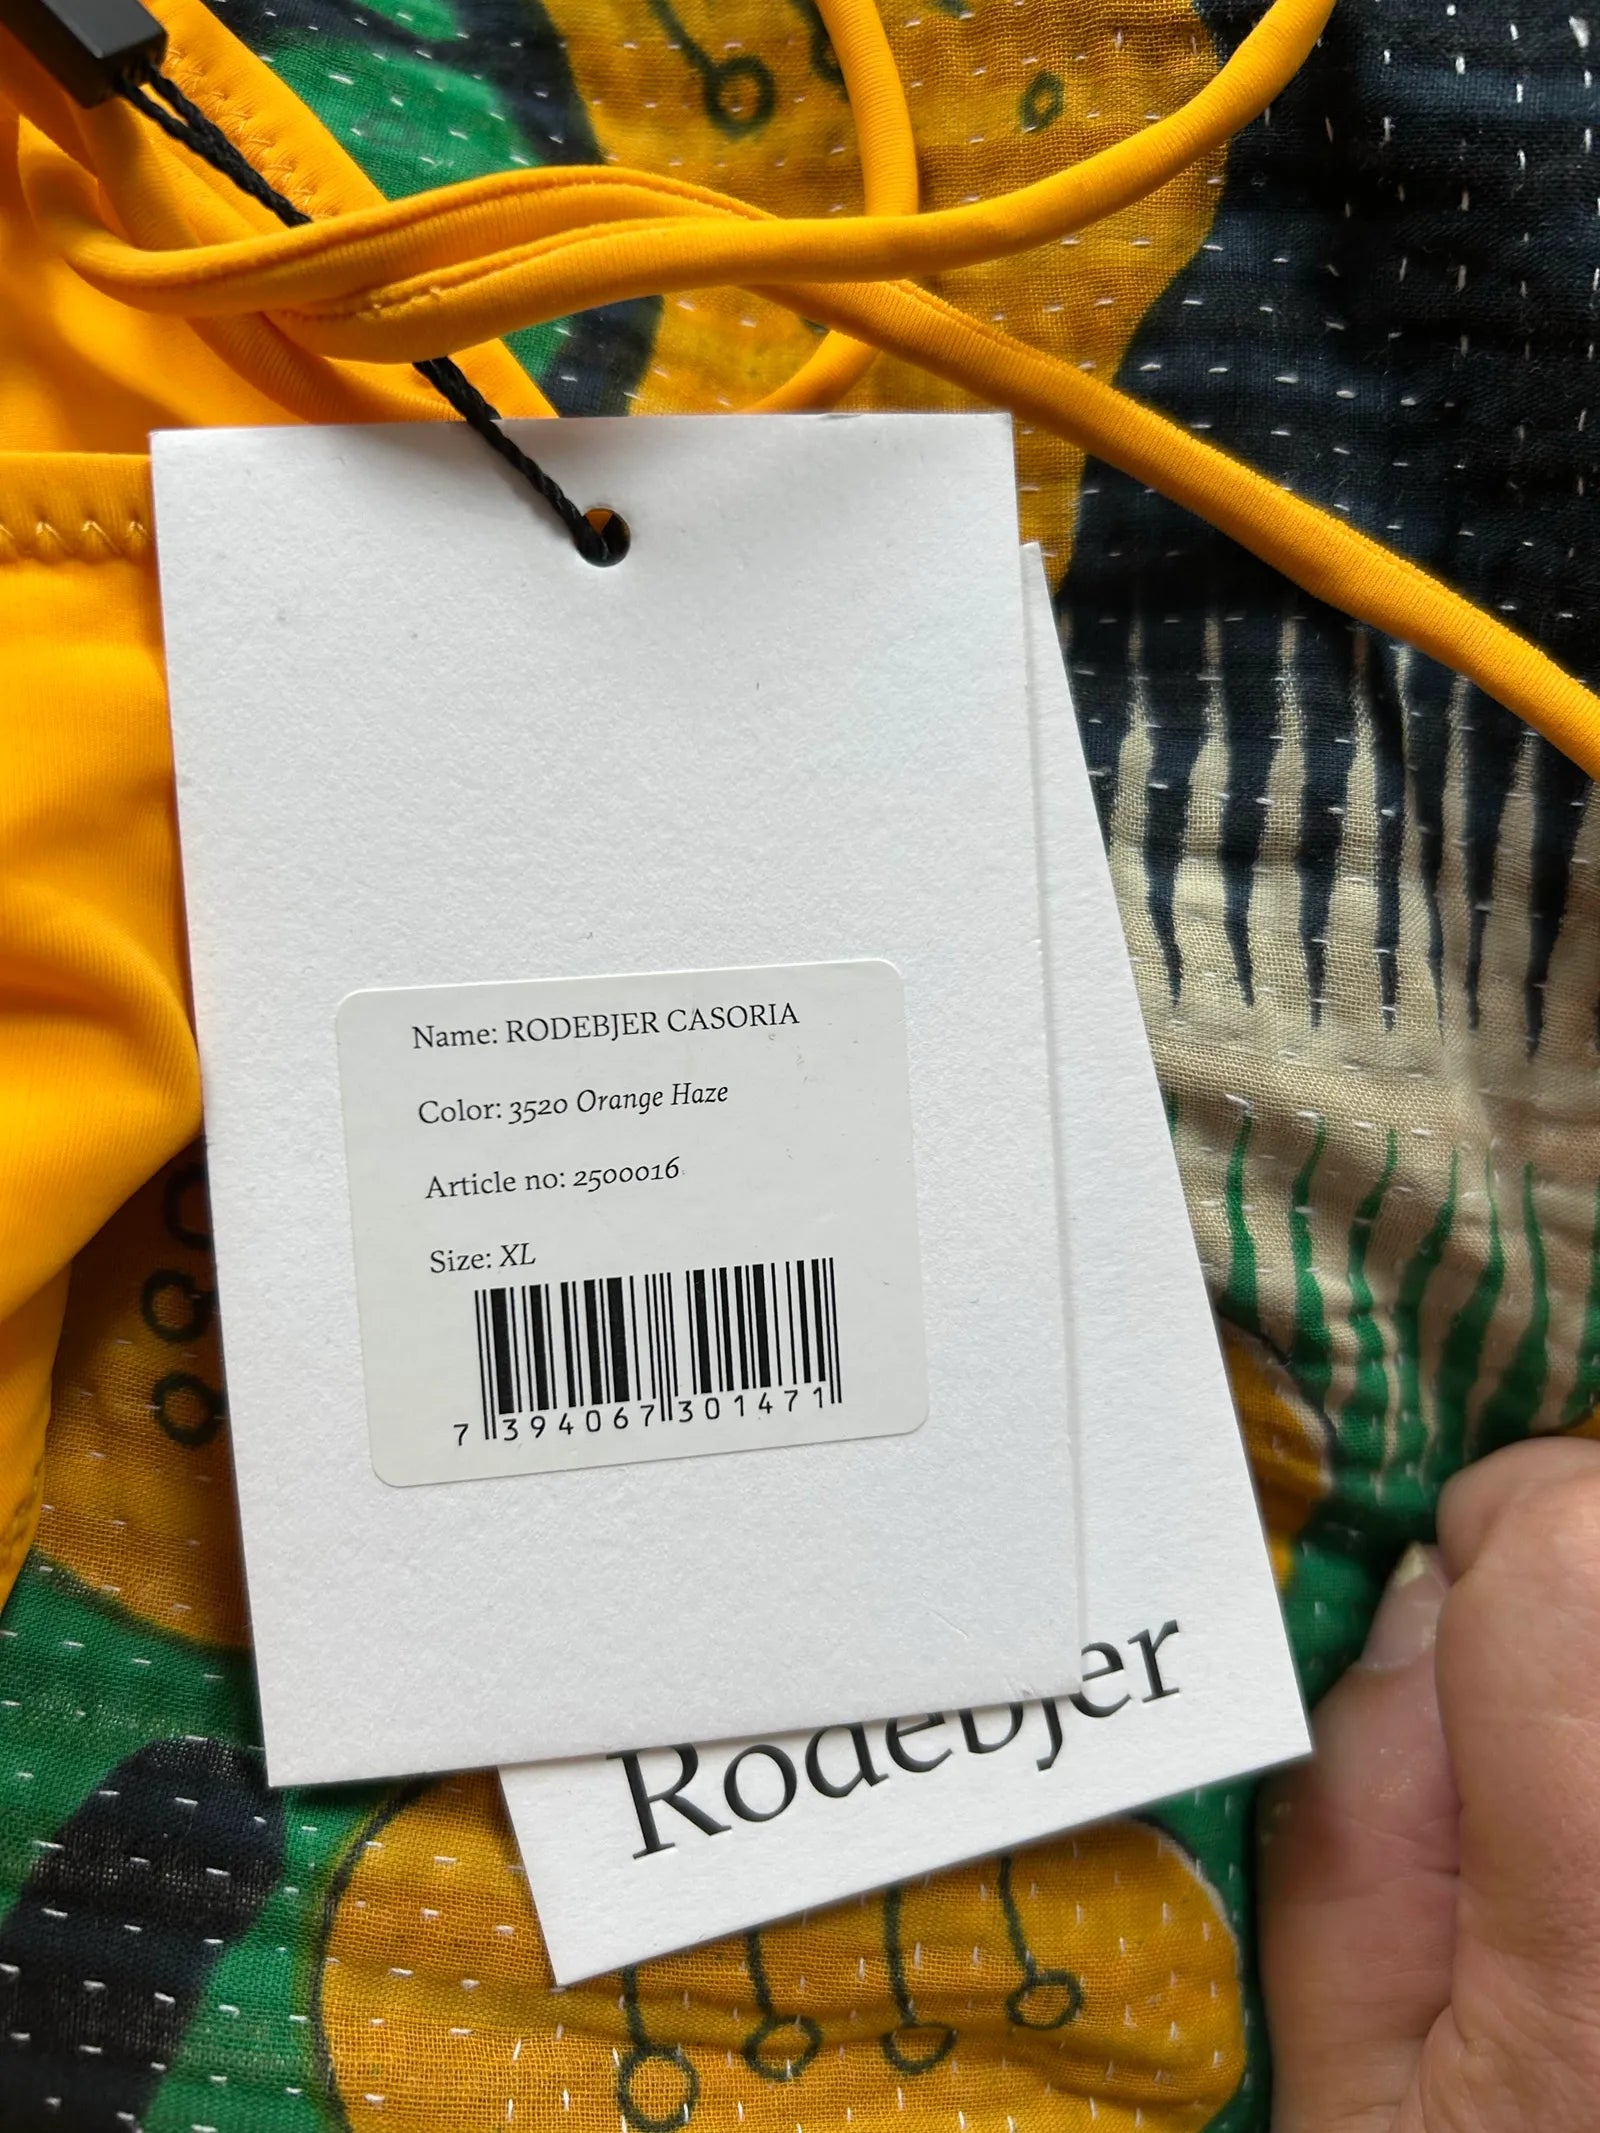 Name: RODEBJER CASORIA
Color: 3520 Orange Haze
Article no: 2500016
Size: XL
7 394067 301471
Rodebjer